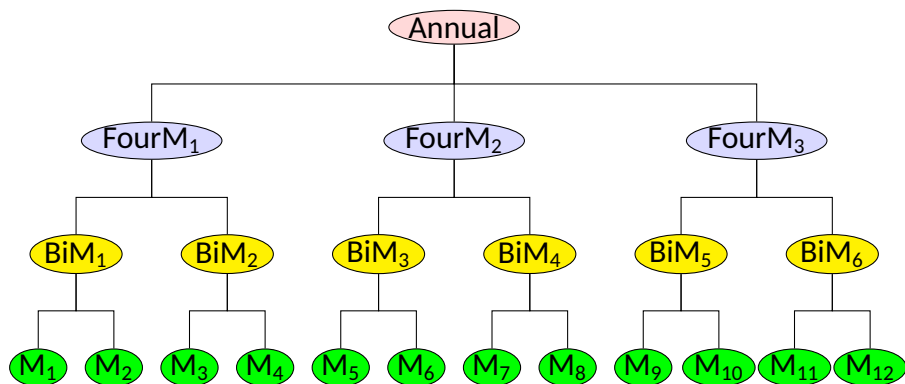 Annual
FourM₁ FourM₂ FourM₃
BiM₁ BiM₂ BiM₃ BiM₄ BiM₅ BiM₆
M₁ M₂ M₃ M₄ M₅ M₆ M₇ M₈ M₉ M₁₀ M₁₁ M₁₂